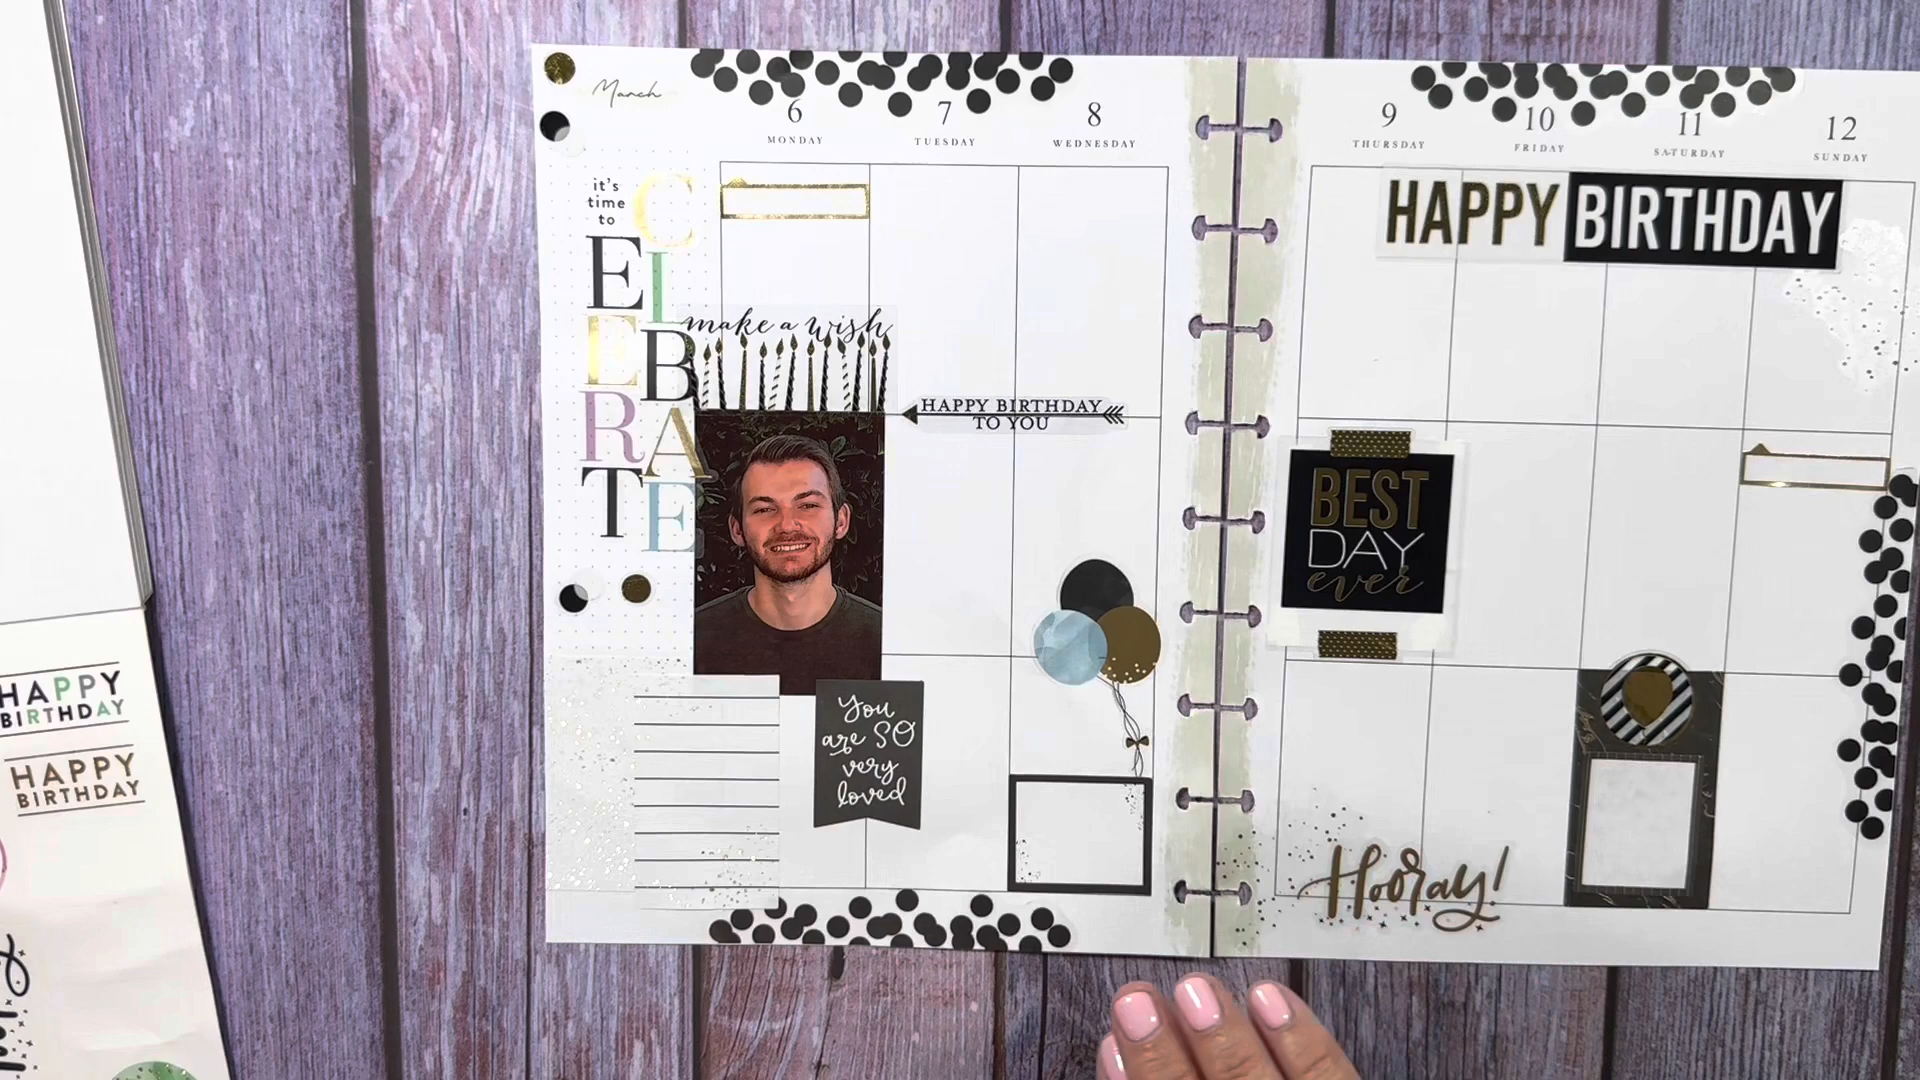 March
6
MONDAY
7
TUESDAY
8
WEDNESDAY
9
THURSDAY
10
FRIDAY
11
SATURDAY
12
SUNDAY
it's
time
to
CELEBRATE
make a wish
HAPPY BIRTHDAY
TO YOU
You
are SO
very
loved
HAPPY BIRTHDAY
BEST
DAY
ever
Hooray!
HAPPY
BIRTHDAY
HAPPY
BIRTHDAY